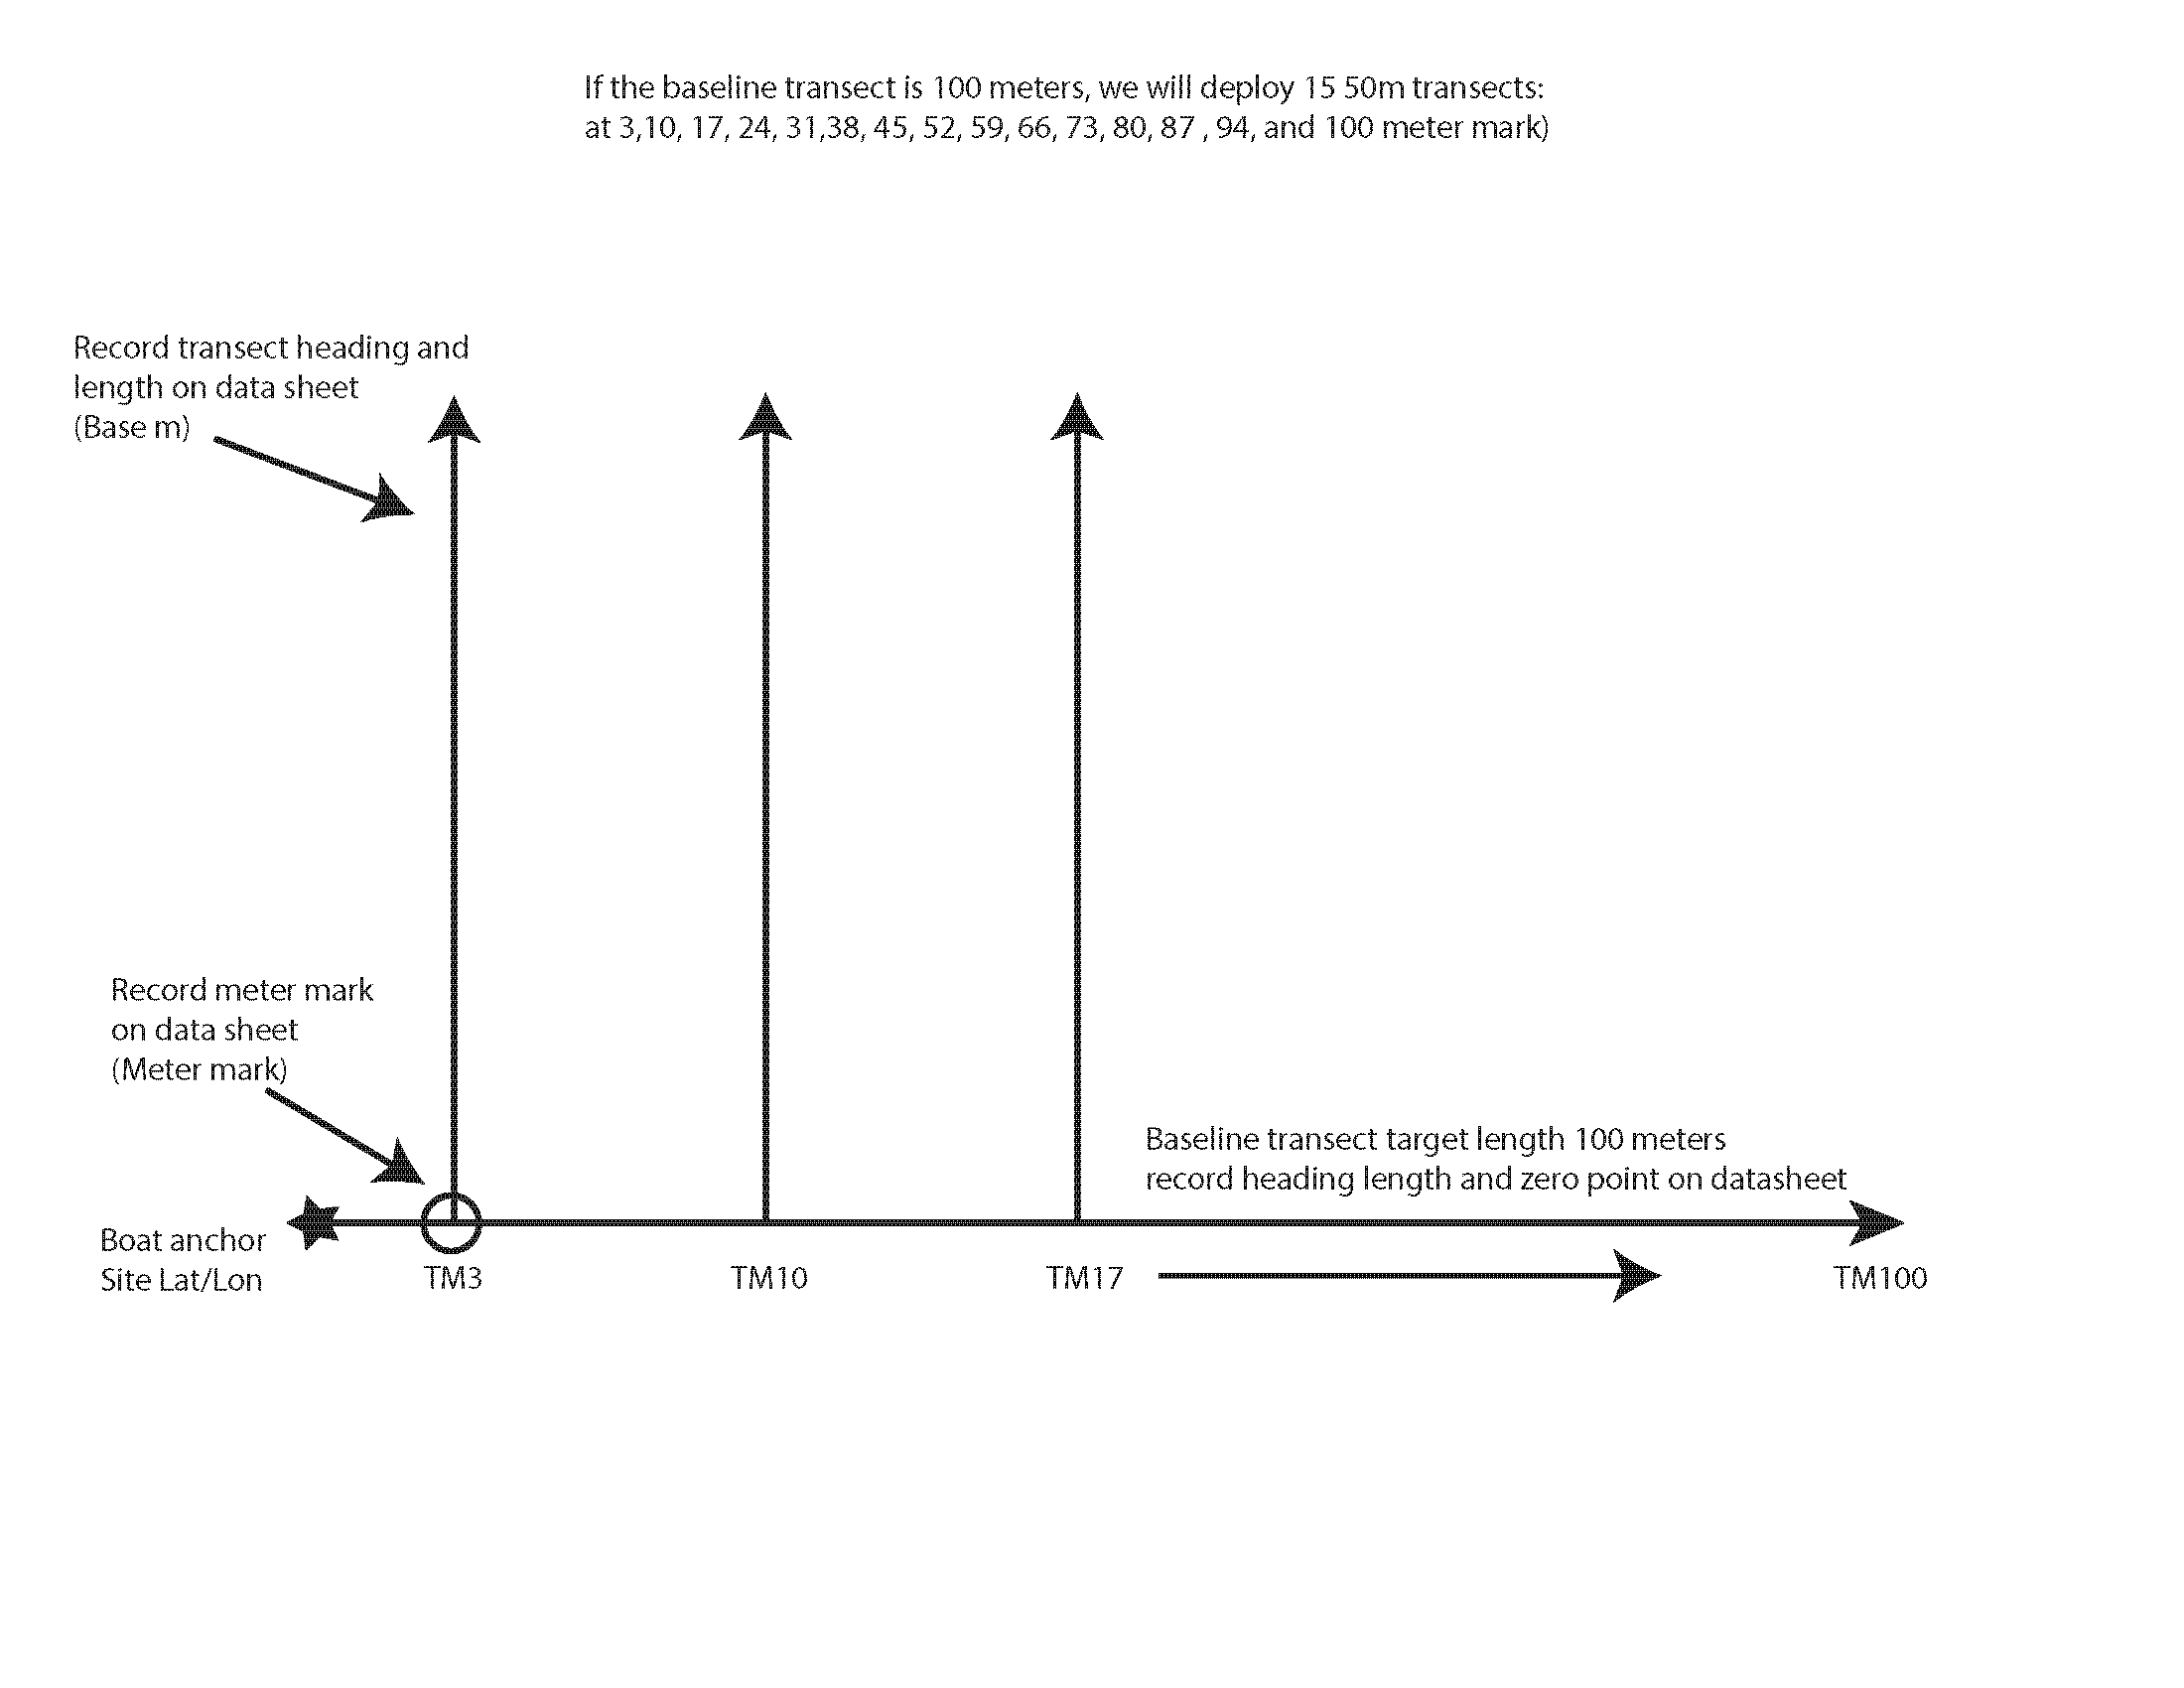 If the baseline transect is 100 meters, we will deploy 15 50m transects:
at 3,10, 17, 24, 31,38, 45, 52, 59, 66, 73, 80, 87 , 94, and 100 meter mark)
Record transect heading and
length on data sheet
(Base m)
Record meter mark
on data sheet
(Meter mark)
Baseline transect target length 100 meters
record heading length and zero point on datasheet
Boat anchor
Site Lat/Lon
TM3
TM10
TM17
TM100